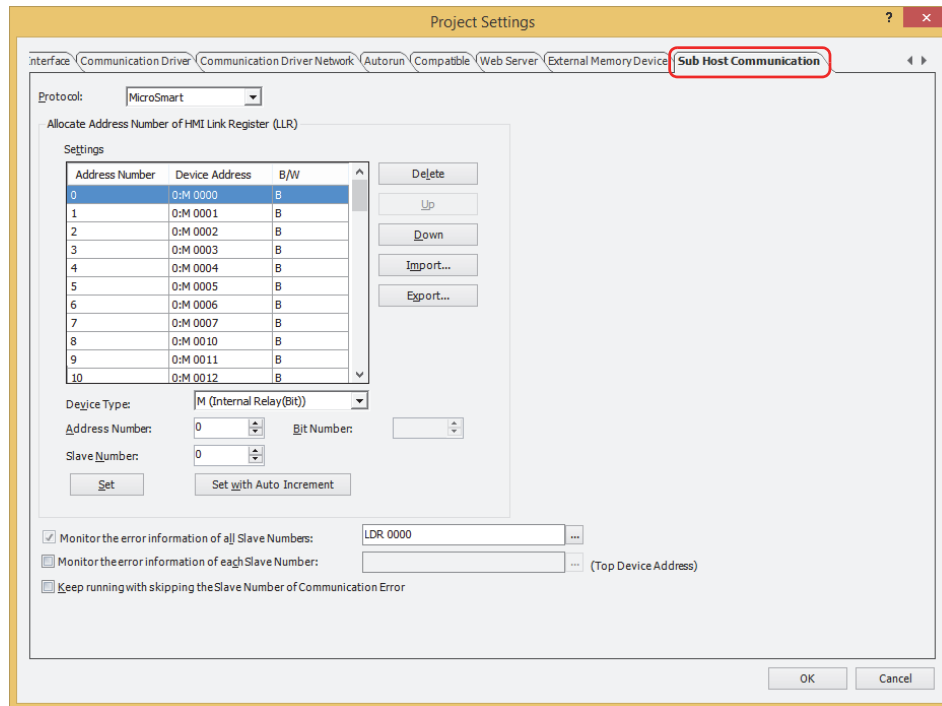 Project Settings
? ×
nterface Communication Driver Communication Driver Network Autorun Compatible Web Server External Memory Device Sub Host Communication
Protocol: MicroSmart
Allocate Address Number of HMI Link Register (LLR)
Settings
Address Number Device Address B/W
0 0:M 0000 B
1 0:M 0001 B
2 0:M 0002 B
3 0:M 0003 B
4 0:M 0004 B
5 0:M 0005 B
6 0:M 0006 B
7 0:M 0007 B
8 0:M 0010 B
9 0:M 0011 B
10 0:M 0012 B
Delete
Up
Down
Import...
Export...
Device Type: M (Internal Relay(Bit))
Address Number: 0 Bit Number:
Slave Number: 0
Set Set with Auto Increment
Monitor the error information of all Slave Numbers: LDR 0000 ...
Monitor the error information of each Slave Number: ... (Top Device Address)
Keep running with skipping the Slave Number of Communication Error
OK Cancel